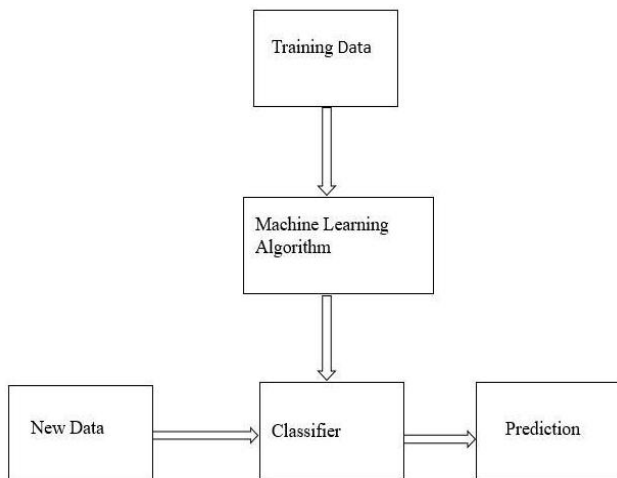 Training Data
Machine Learning
Algorithm
New Data
Classifier
Prediction